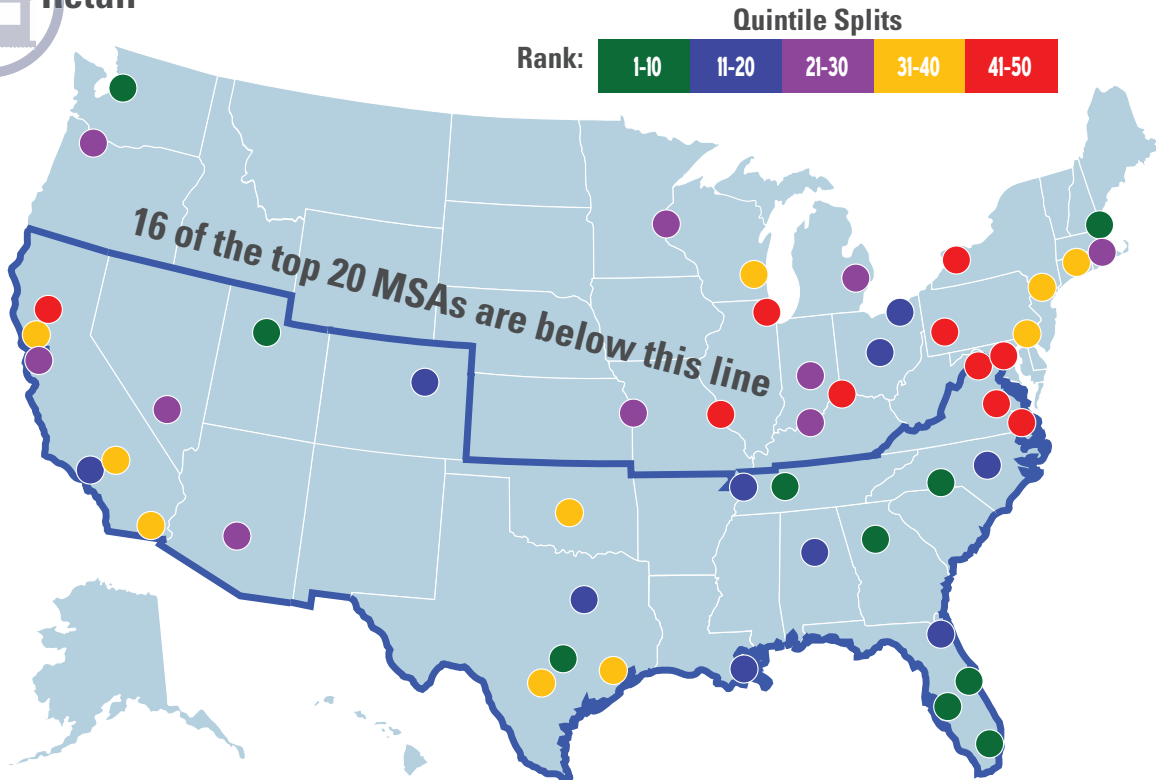 Retail
Quintile Splits
Rank: 1-10 11-20 21-30 31-40 41-50
16 of the top 20 MSAs are below this line